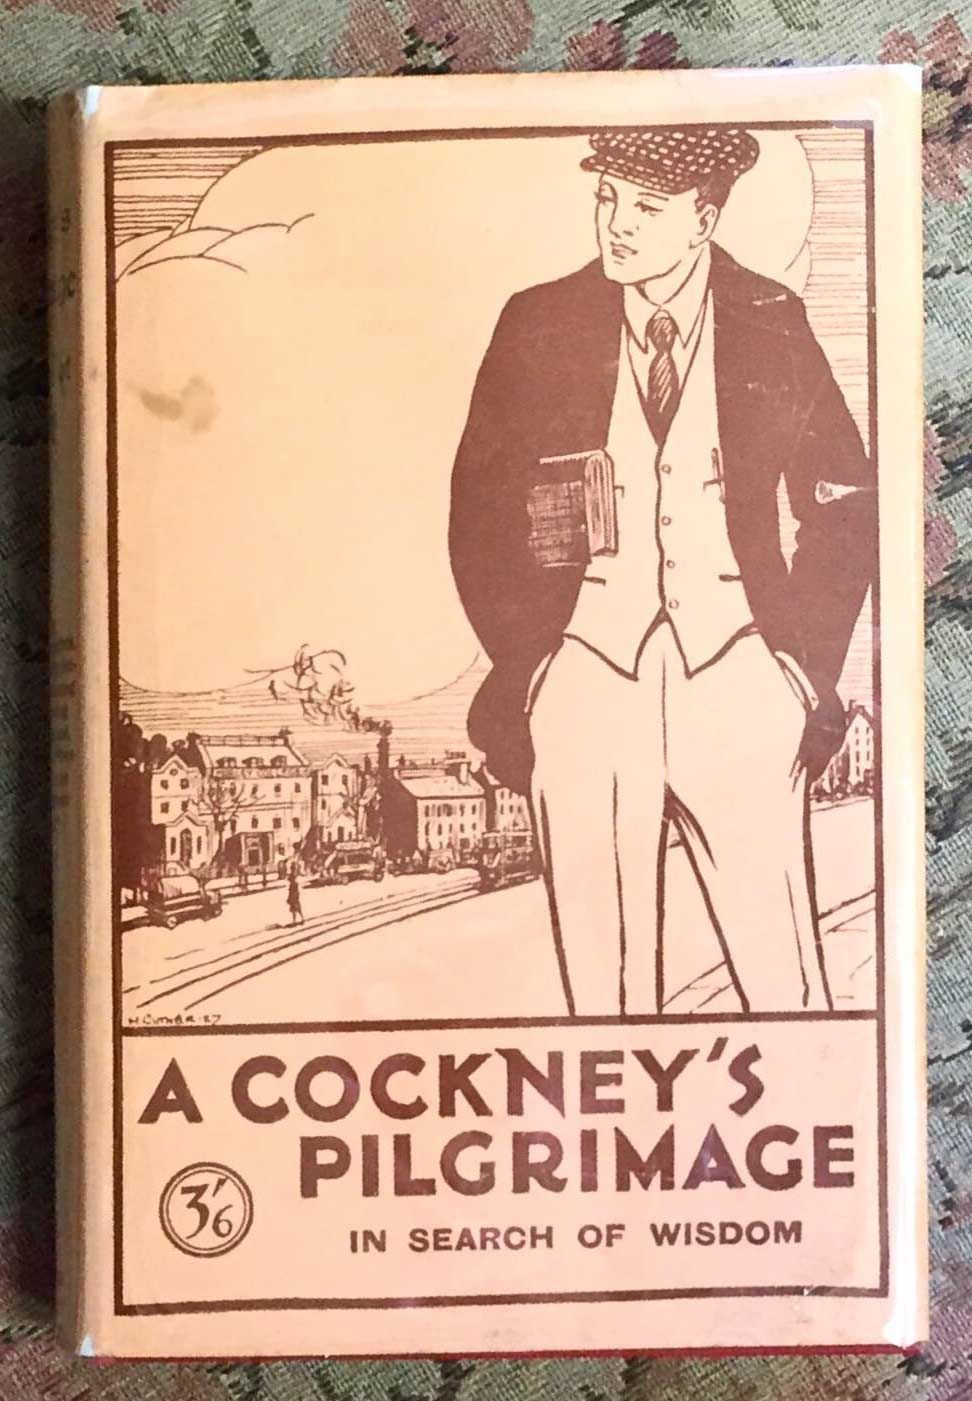 A COCKNEY'S
PILGRIMAGE
3'6
IN SEARCH OF WISDOM